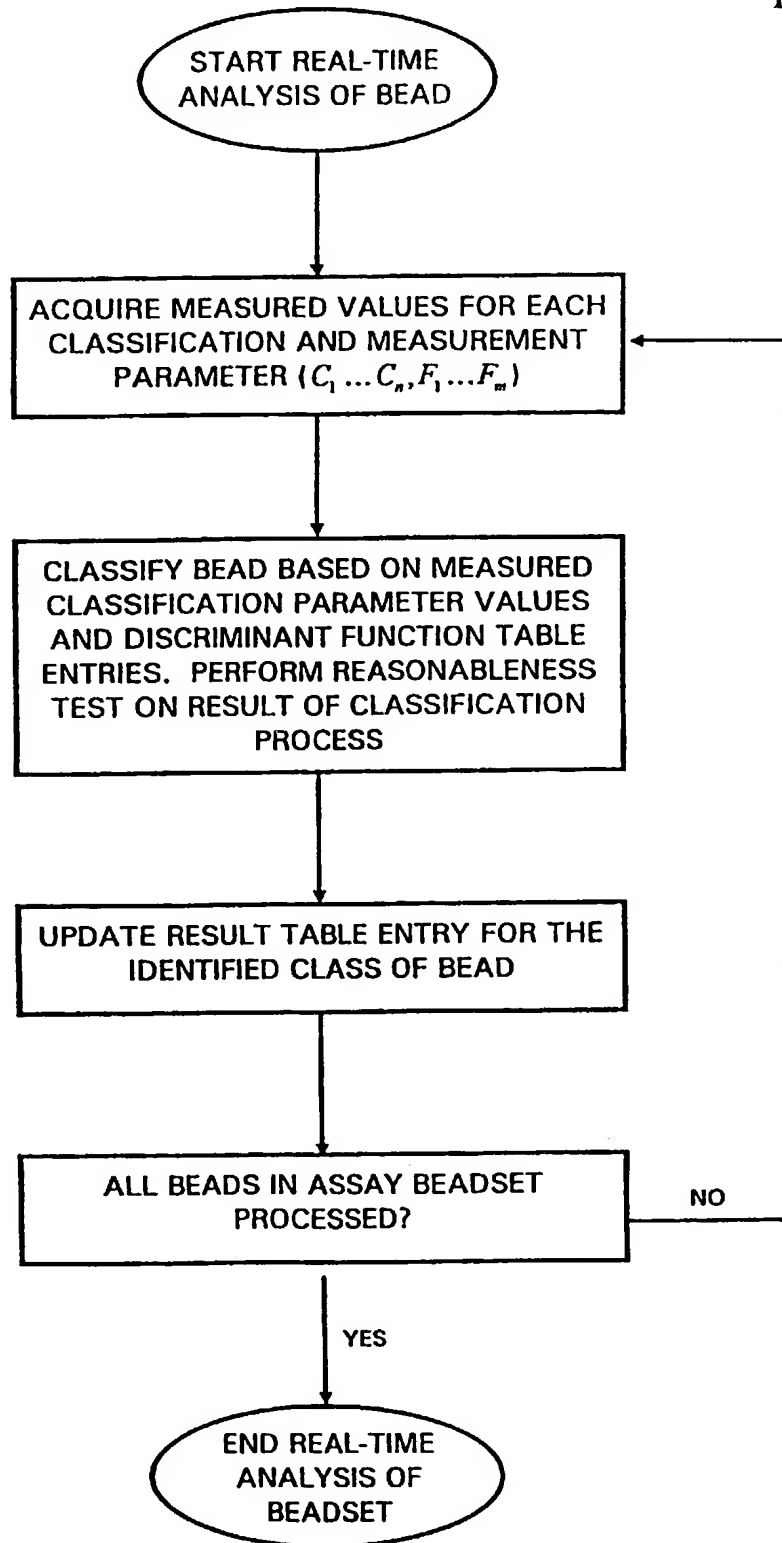 START REAL-TIME
ANALYSIS OF BEAD
ACQUIRE MEASURED VALUES FOR EACH
CLASSIFICATION AND MEASUREMENT
PARAMETER (C₁ ... Cₙ, F₁ ... Fₘ)
CLASSIFY BEAD BASED ON MEASURED
CLASSIFICATION PARAMETER VALUES
AND DISCRIMINANT FUNCTION TABLE
ENTRIES. PERFORM REASONABLENESS
TEST ON RESULT OF CLASSIFICATION
PROCESS
UPDATE RESULT TABLE ENTRY FOR THE
IDENTIFIED CLASS OF BEAD
ALL BEADS IN ASSAY BEADSET
PROCESSED?
NO
YES
END REAL-TIME
ANALYSIS OF
BEADSET